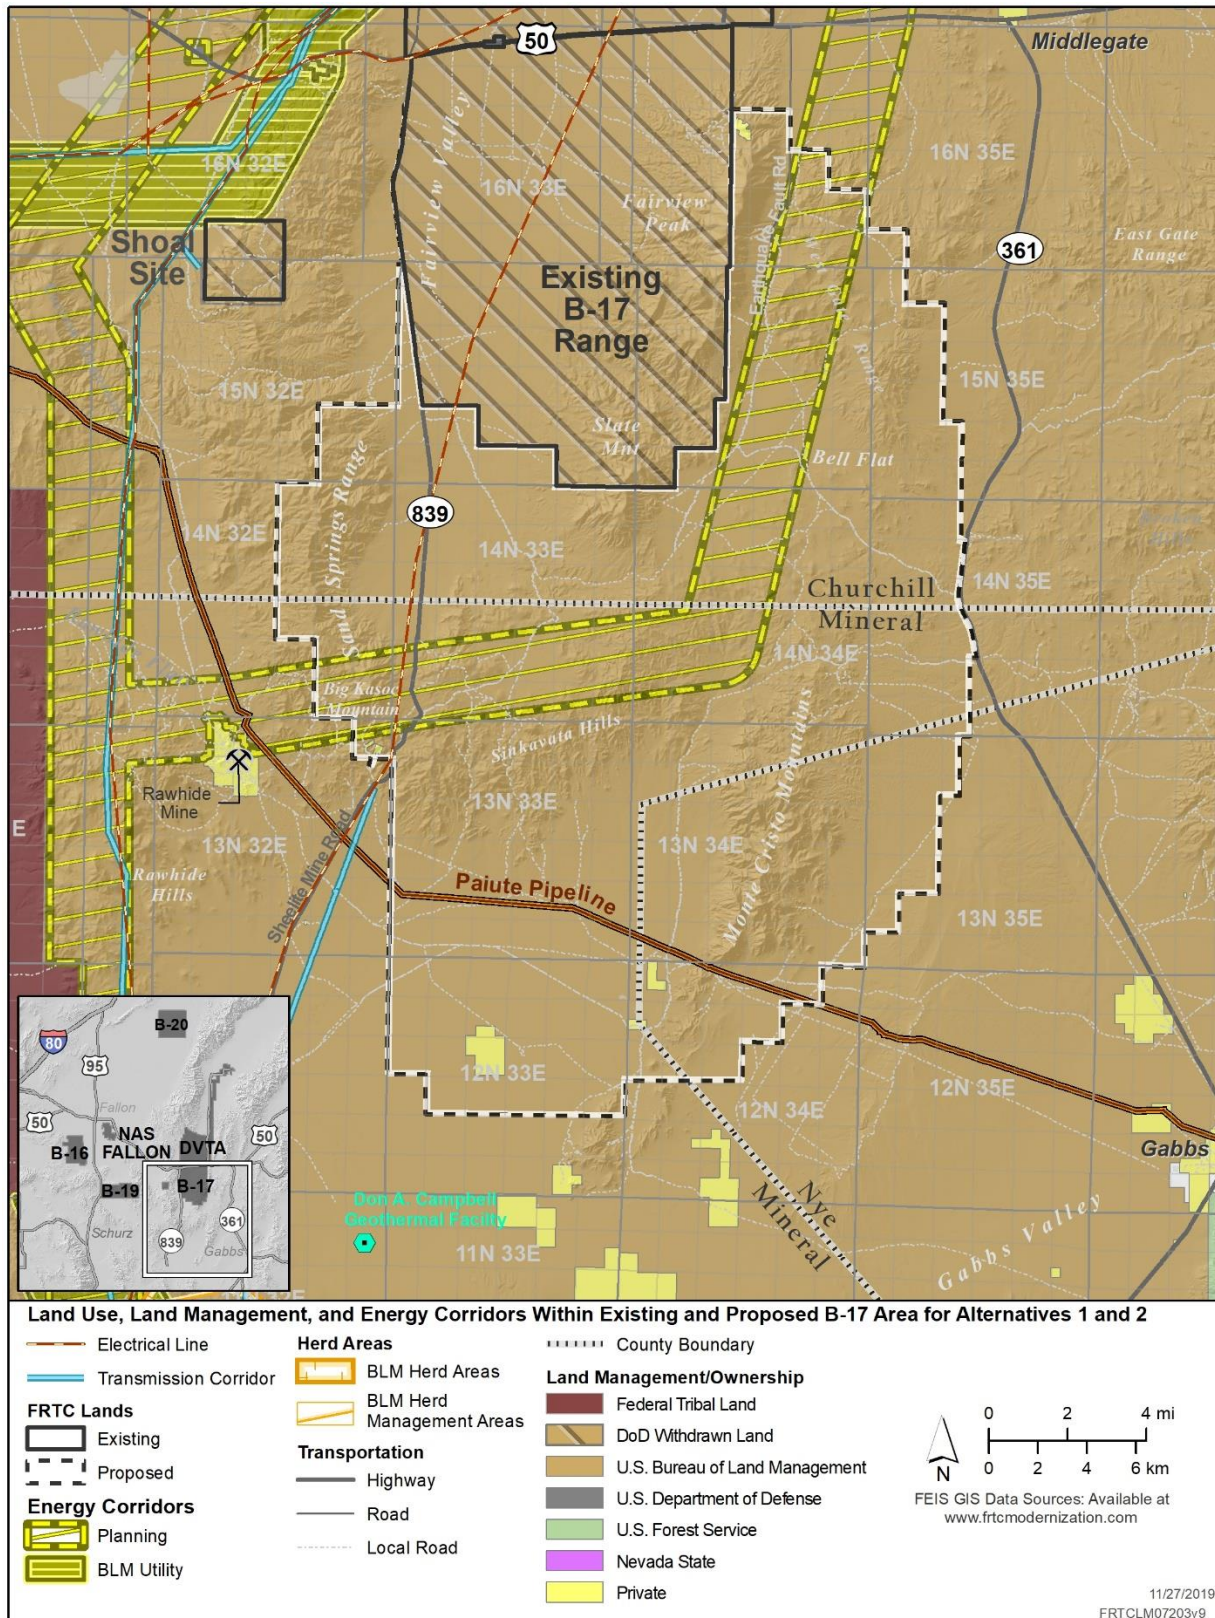 50
Middlegate
16N 32E
Fairview Valley
16N 33E
Fairview
Peak
Earthquake Fault Rd
16N 35E
East Gate
Range
361
Shoal
Site
Existing
B-17
Range
Range
15N 32E
15N 35E
Slate
Mnt
Bell Flat
839
Sand Springs Range
14N 32E
14N 33E
14N 35E
Churchill
Mineral
14N 34E
Big Kasoc
Mountain
Sinkavata Hills
Monte Cristo Mountains
Rawhide
Mine
13N 33E
13N 34E
13N 32E
E
Rawhide
Hills
Sheelite Mine Road
Paiute Pipeline
13N 35E
12N 33E
12N 34E
12N 35E
Gabbs
Don A. Campbell
Geothermal Facilty
11N 33E
Nye
Mineral
Gabbs Valley
B-20
80
95
Fallon
50
NAS
FALLON
DVTA
50
B-16
B-19
B-17
Schurz
361
839
Gabbs
Land Use, Land Management, and Energy Corridors Within Existing and Proposed B-17 Area for Alternatives 1 and 2
Electrical Line
Transmission Corridor
FRTC Lands
Existing
Proposed
Energy Corridors
Planning
BLM Utility
Herd Areas
BLM Herd Areas
BLM Herd
Management Areas
Transportation
Highway
Road
Local Road
County Boundary
Land Management/Ownership
Federal Tribal Land
DoD Withdrawn Land
U.S. Bureau of Land Management
U.S. Department of Defense
U.S. Forest Service
Nevada State
Private
N
0 2 4 mi
0 2 4 6 km
FEIS GIS Data Sources: Available at
www.frtcmodernization.com
11/27/2019
FRTCLM07203v9